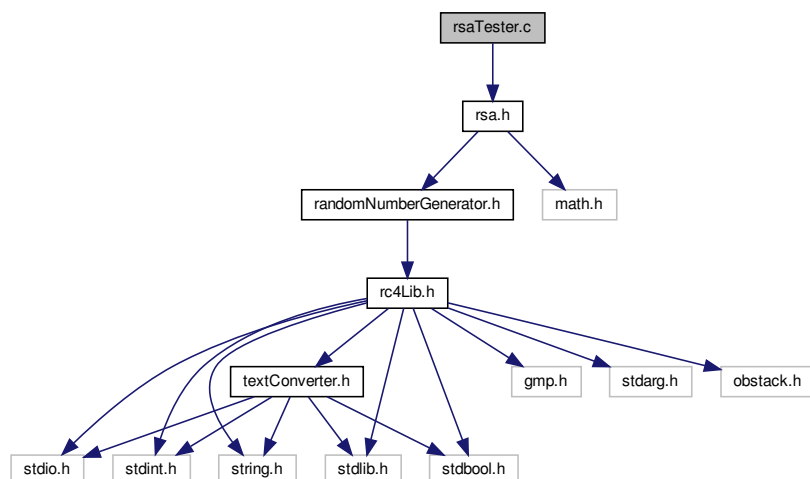 rsaTester.c
rsa.h
randomNumberGenerator.h
math.h
rc4Lib.h
textConverter.h
gmp.h
stdarg.h
obstack.h
stdio.h
stdint.h
string.h
stdlib.h
stdbool.h